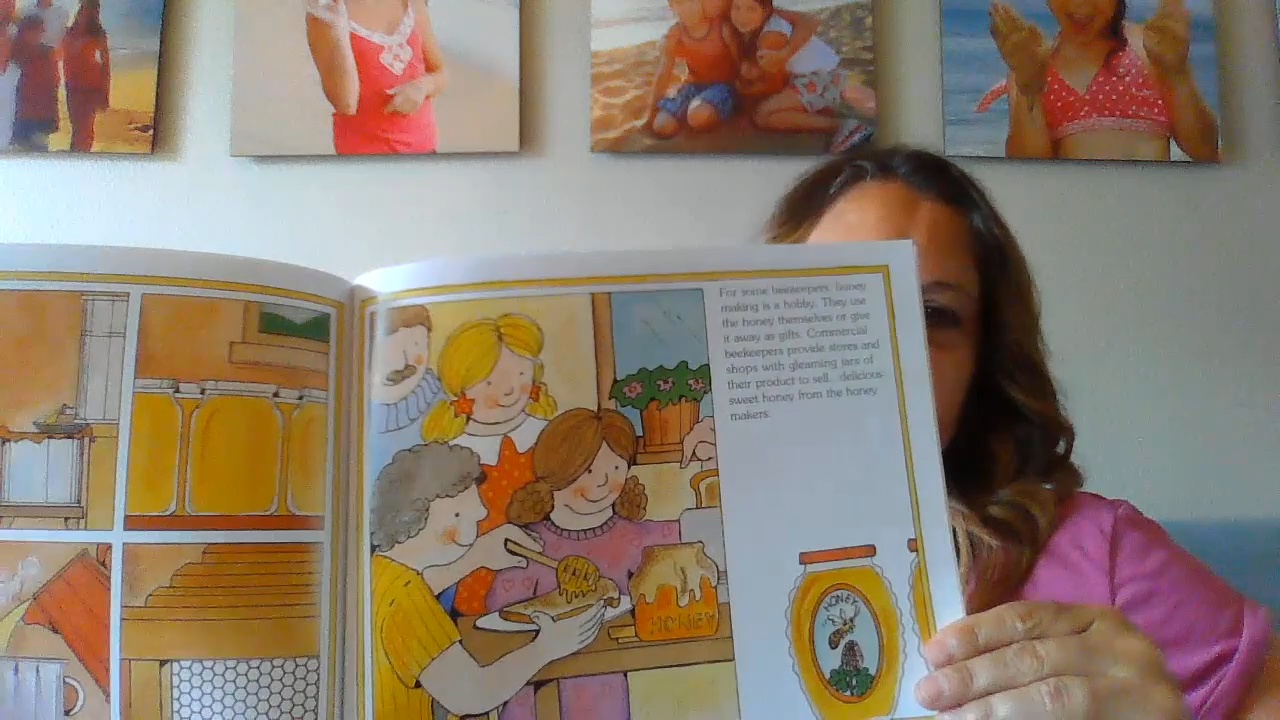 For some beekeepers, honey
making is a hobby. They use
the honey themselves or give
it away as gifts. Commercial
beekeepers provide stores and
shops with gleaming jars of
their product to sell... delicious
sweet honey from the honey
makers.
HONEY
HONEY